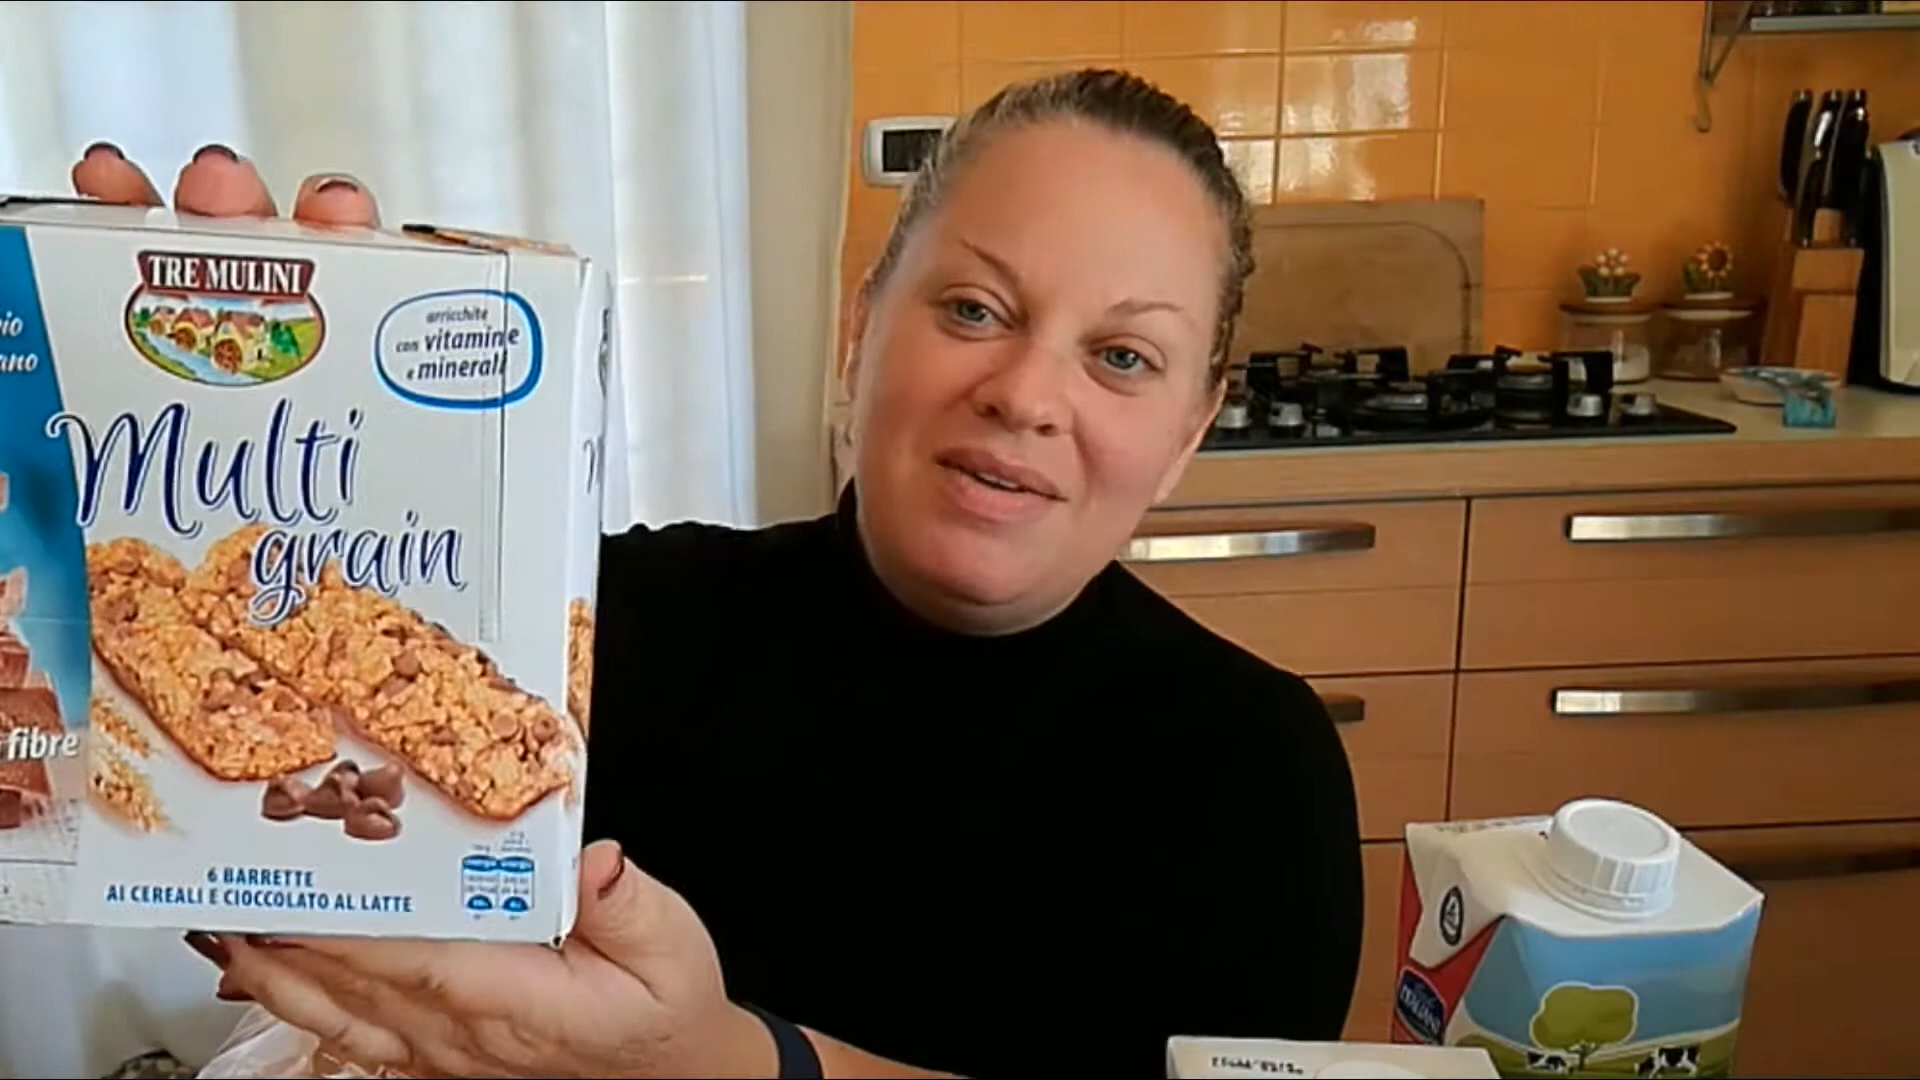 TRE MULINI
arricchite
con vitamine
e minerali
Multi
grain
fibre
6 BARRETTE
AI CEREALI E CIOCCOLATO AL LATTE